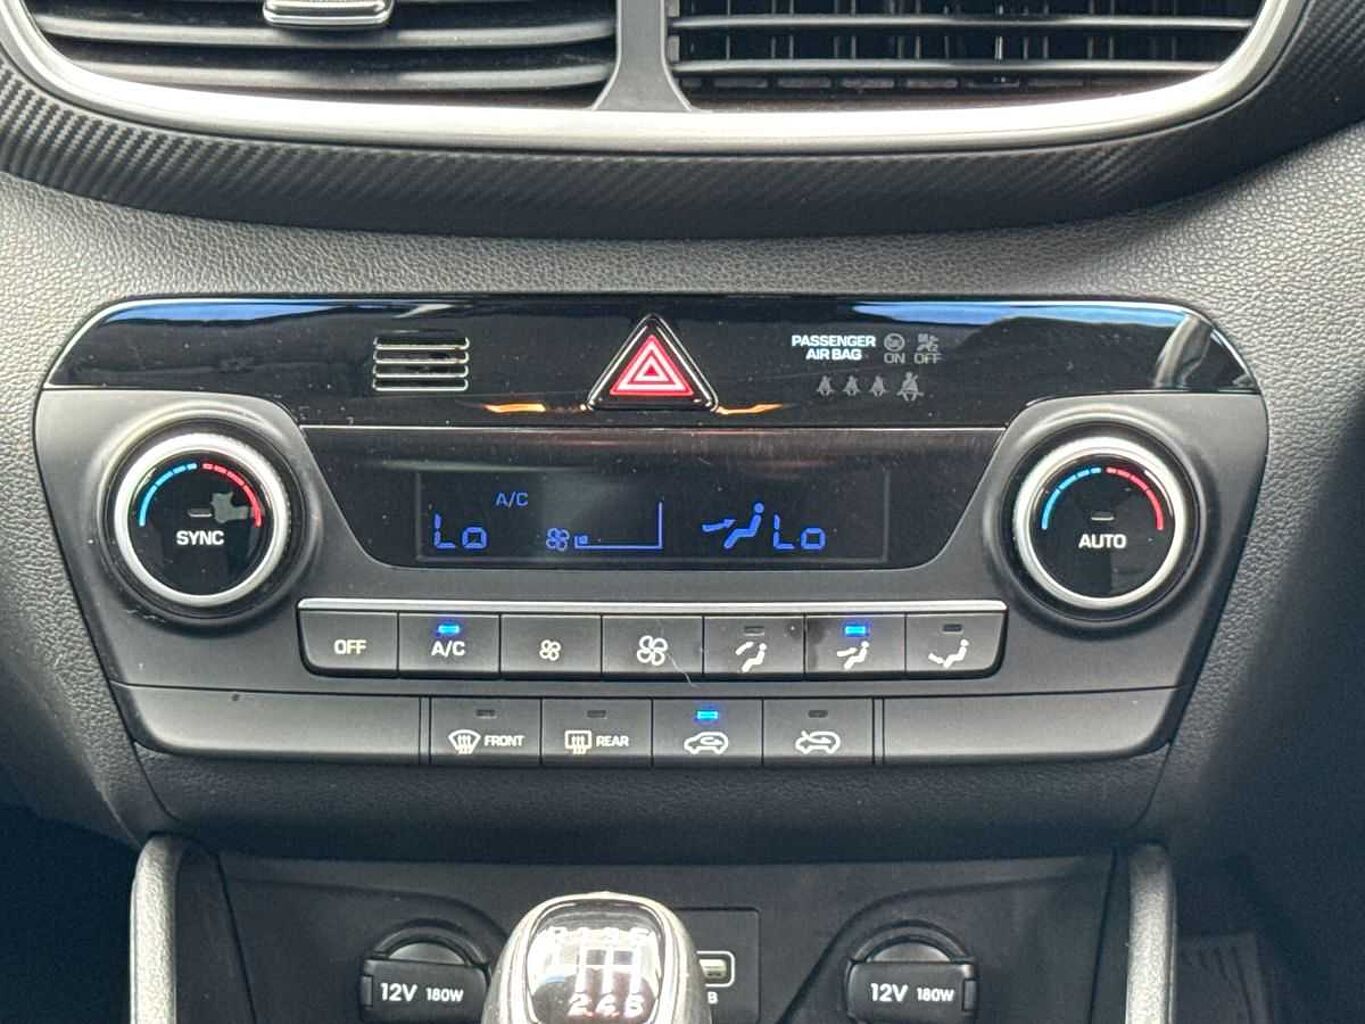 PASSENGER
AIR BAG
ON OFF
A/C
Lo
Lo
SYNC
AUTO
OFF
A/C
FRONT
REAR
12V 180W
12V 180W